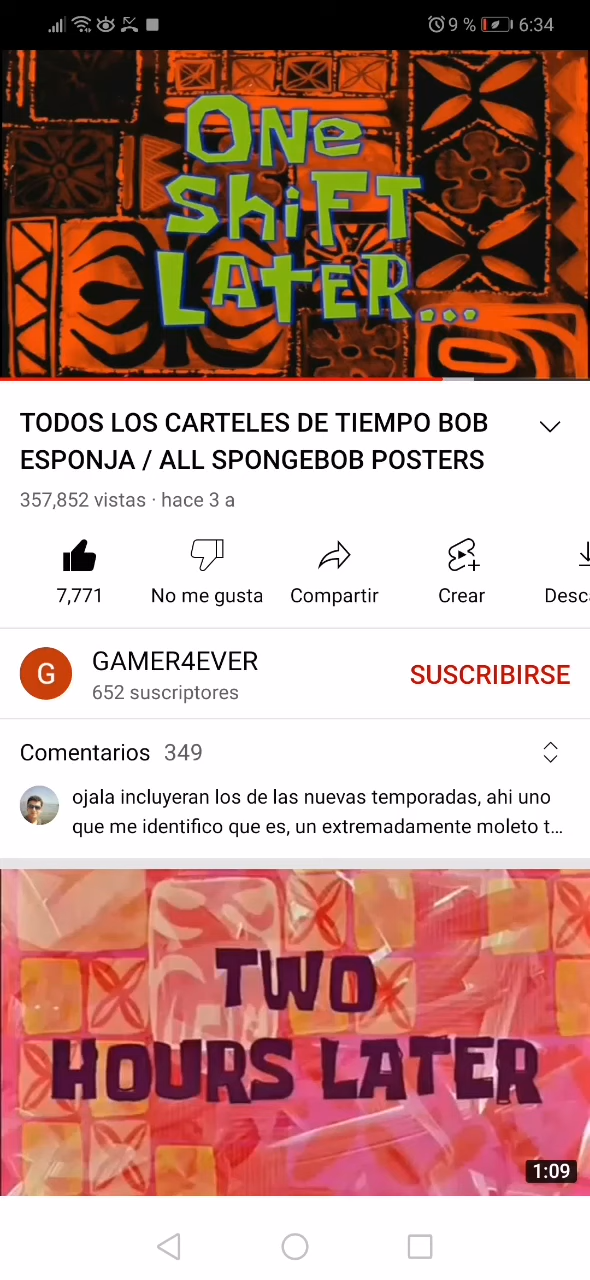 9 % 6:34
ONe
ShiFT
LATER...
TODOS LOS CARTELES DE TIEMPO BOB
ESPONJA / ALL SPONGEBOB POSTERS
357,852 vistas · hace 3 a
7,771 No me gusta Compartir Crear Desc
G GAMER4EVER
652 suscriptores
SUSCRIBIRSE
Comentarios 349
ojala incluyeran los de las nuevas temporadas, ahi uno
que me identifico que es, un extremadamente moleto t...
TWO
HOURS LATER
1:09